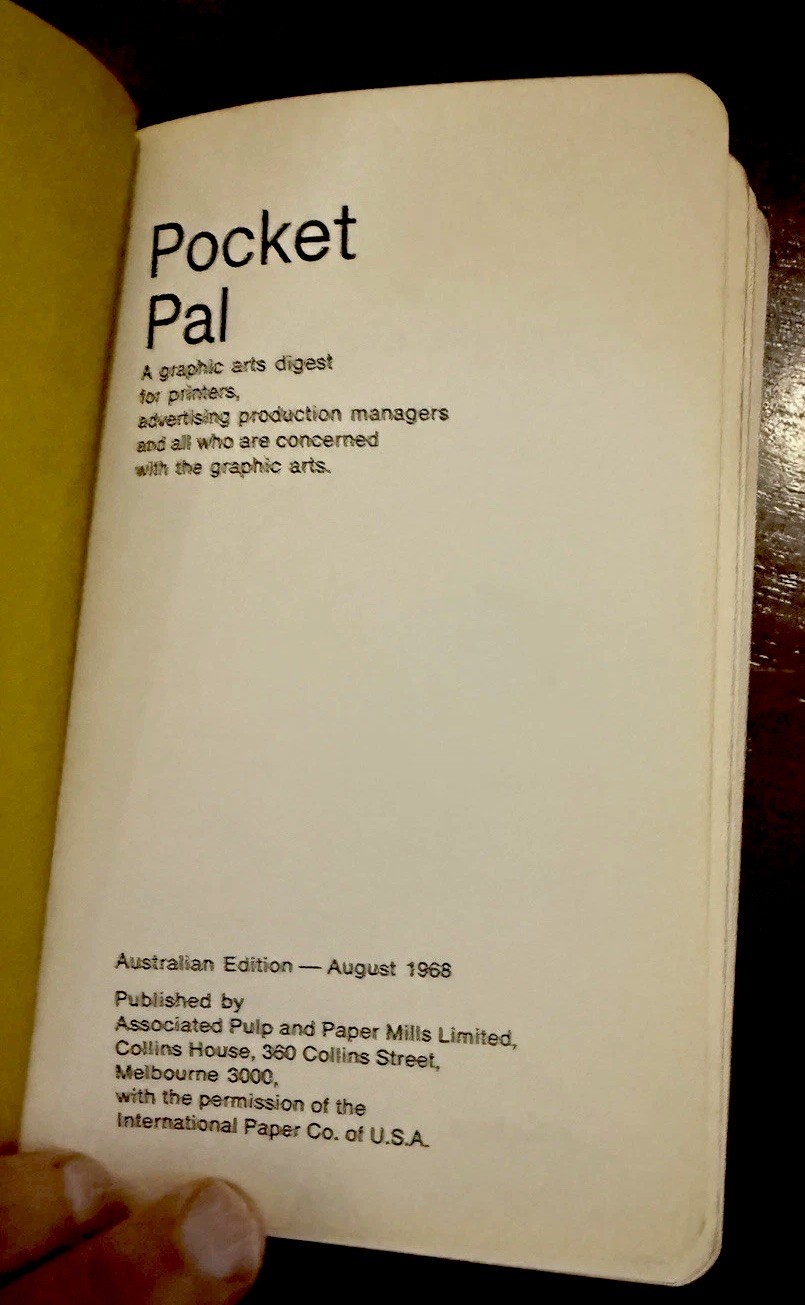 Pocket
Pal
A graphic arts digest
for printers,
advertising production managers
and all who are concerned
with the graphic arts.
Australian Edition — August 1968
Published by
Associated Pulp and Paper Mills Limited,
Collins House, 360 Collins Street,
Melbourne 3000,
with the permission of the
International Paper Co. of U.S.A.